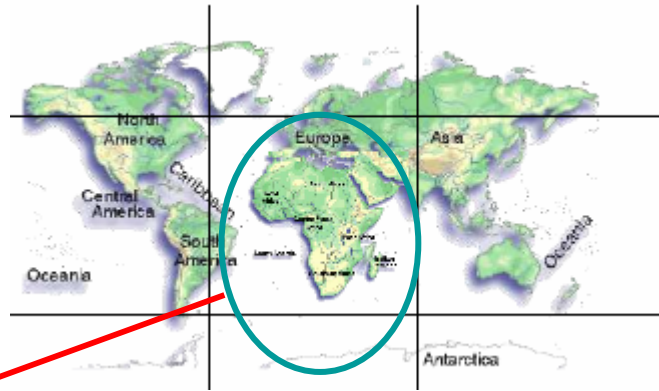 North
America
Europe
Asia
Caribbean
Central
America
South
America
Oceania
Oceania
Antarctica